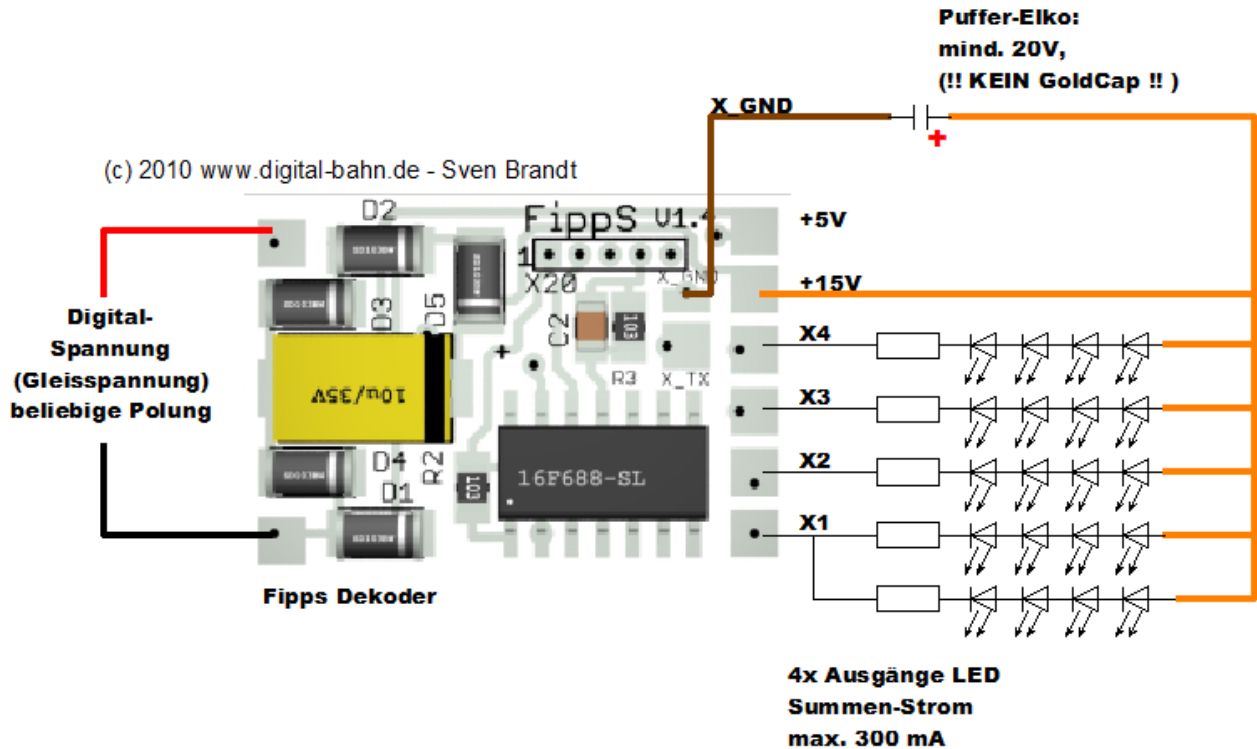 Puffer-Elko:
mind. 20V,
(!! KEIN GoldCap !! )
X_GND
(c) 2010 www.digital-bahn.de - Sven Brandt
D2
FippS V1.4
+5V
1
X20
X_GND
+15V
D3
D5
C2
103
Digital-
Spannung
(Gleisspannung)
beliebige Polung
10u/35V
+
R3
X_TX
X4
X3
D4
R2
103
16F688-SL
X2
D1
X1
Fipps Dekoder
+
4x Ausgänge LED
Summen-Strom
max. 300 mA